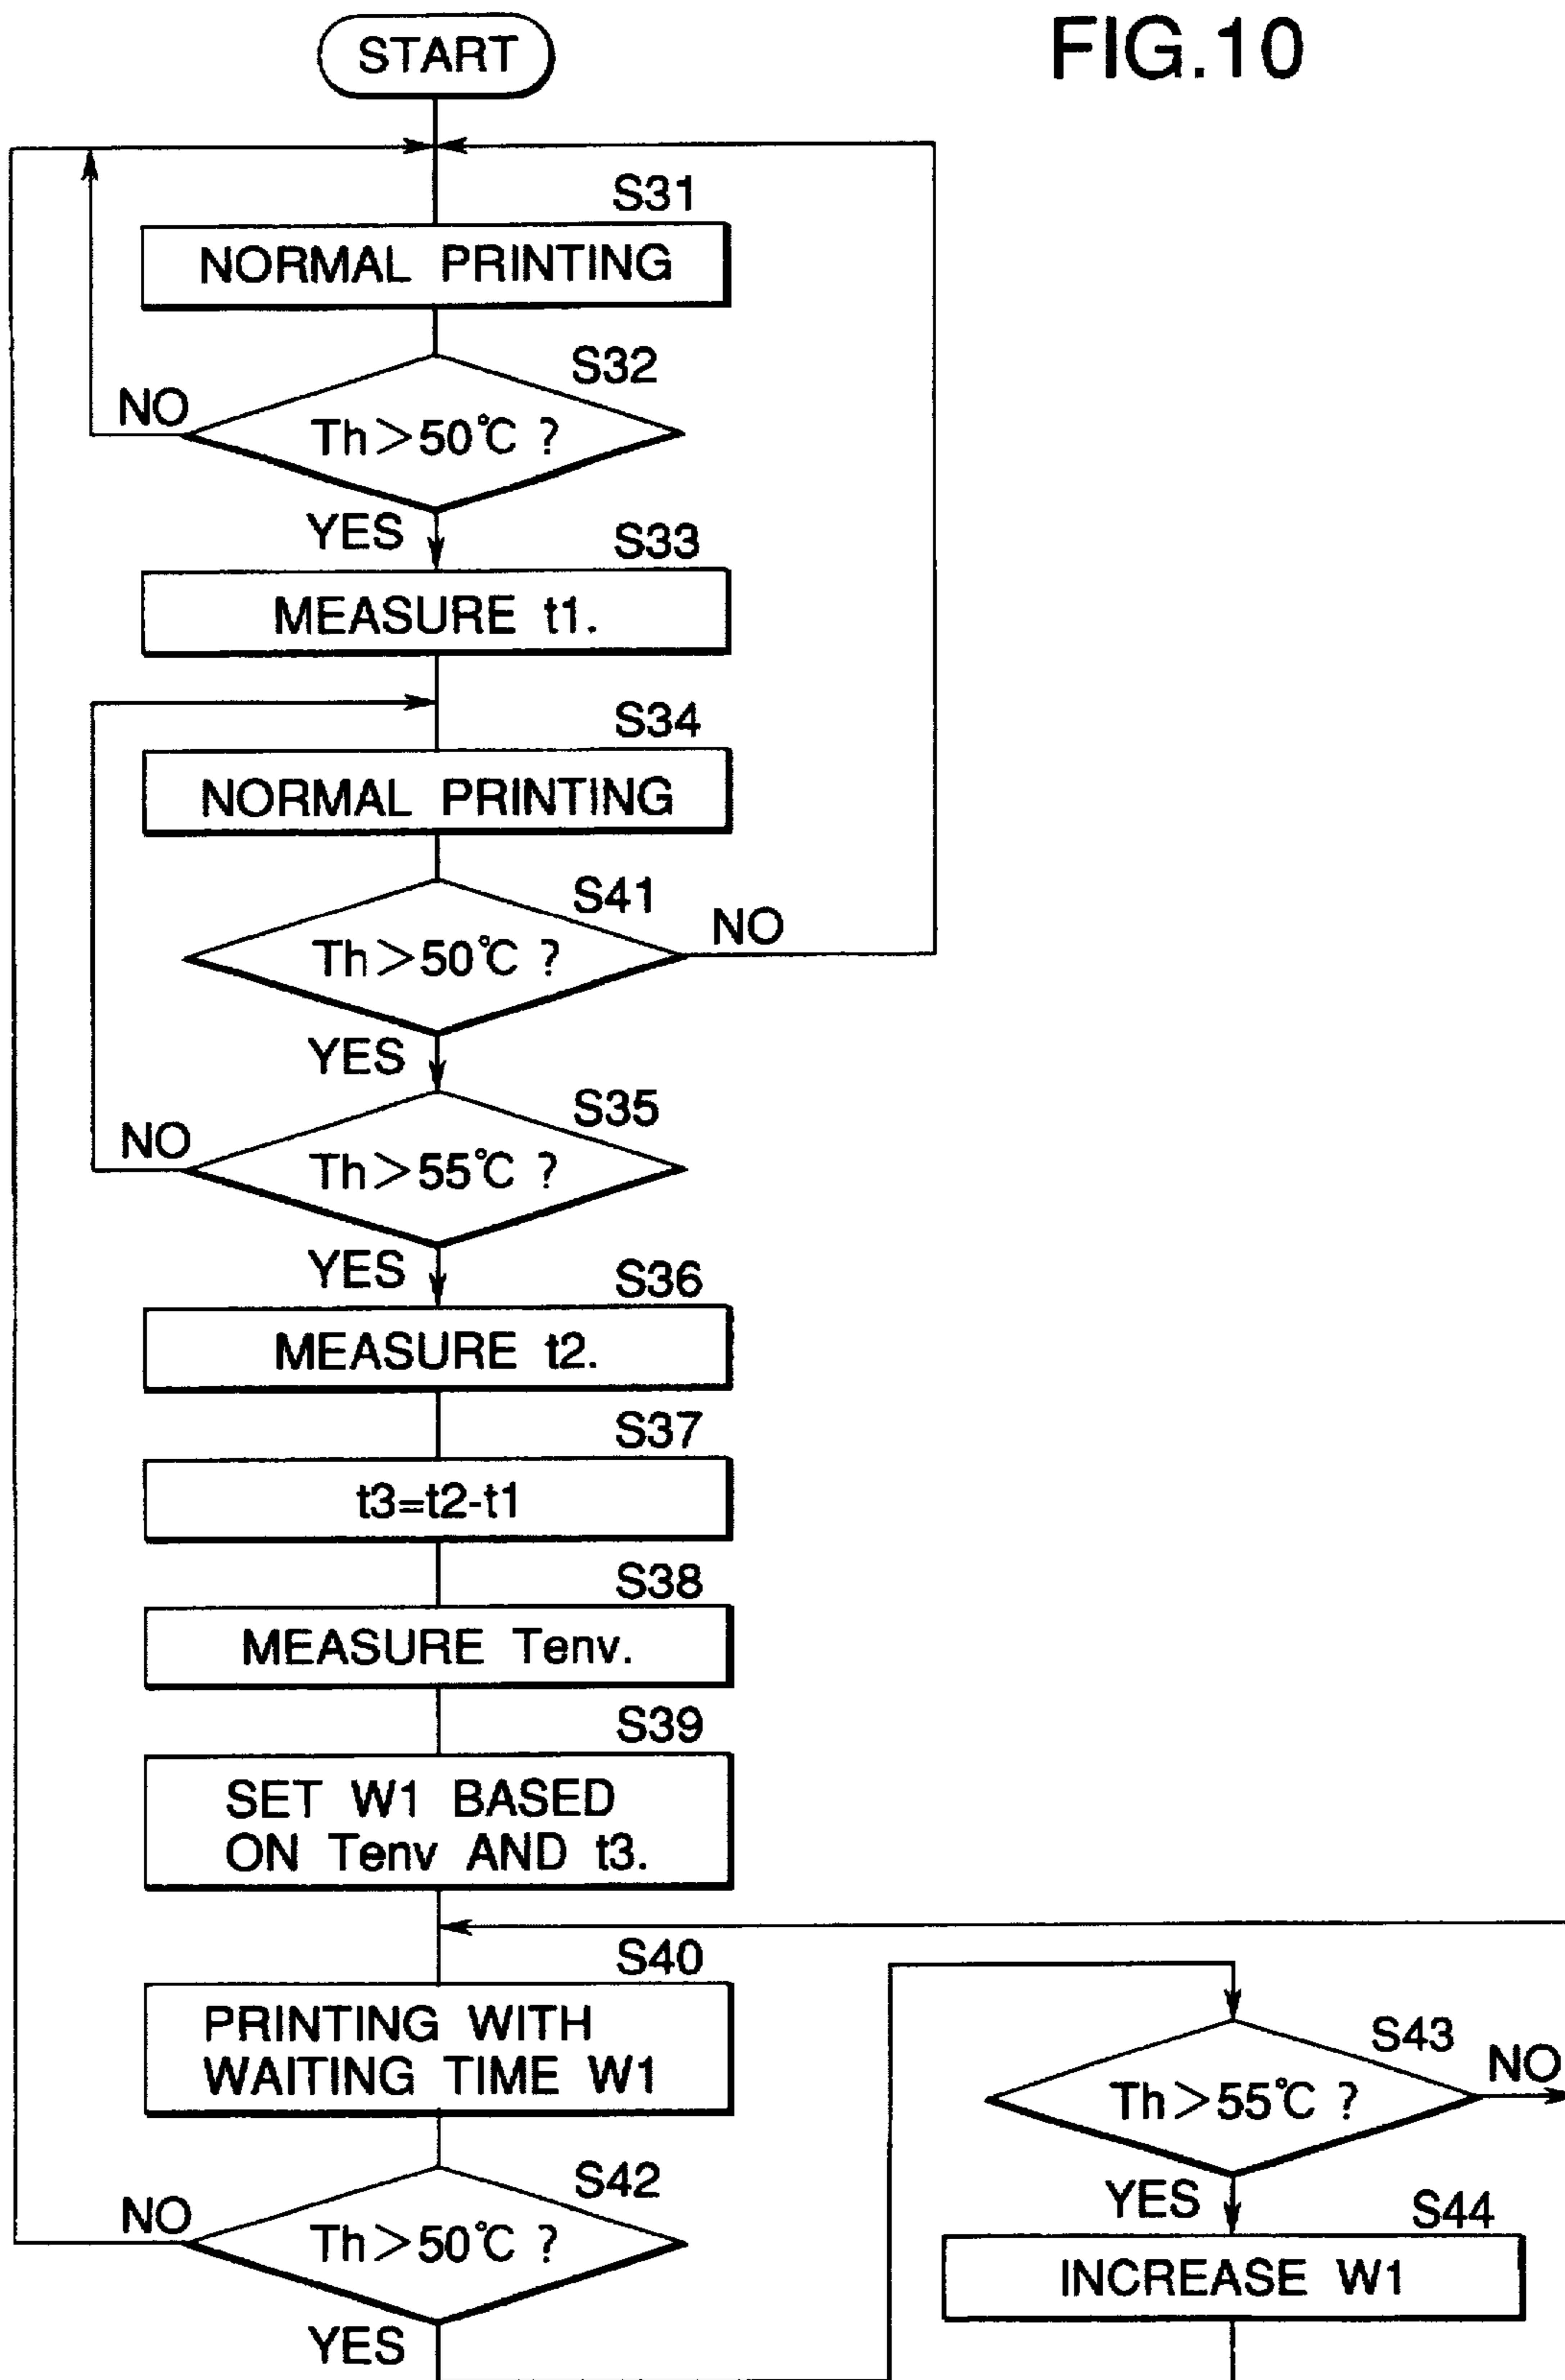 FIG.10
START
S31
NORMAL PRINTING
S32
Th>50℃ ?
NO
YES
S33
MEASURE t1.
S34
NORMAL PRINTING
S41
Th>50℃ ?
NO
YES
S35
Th>55℃ ?
NO
YES
S36
MEASURE t2.
S37
t3=t2-t1
S38
MEASURE Tenv.
S39
SET W1 BASED
ON Tenv AND t3.
S40
PRINTING WITH
WAITING TIME W1
S42
Th>50℃ ?
NO
YES
S43
Th>55℃ ?
NO
YES
S44
INCREASE W1